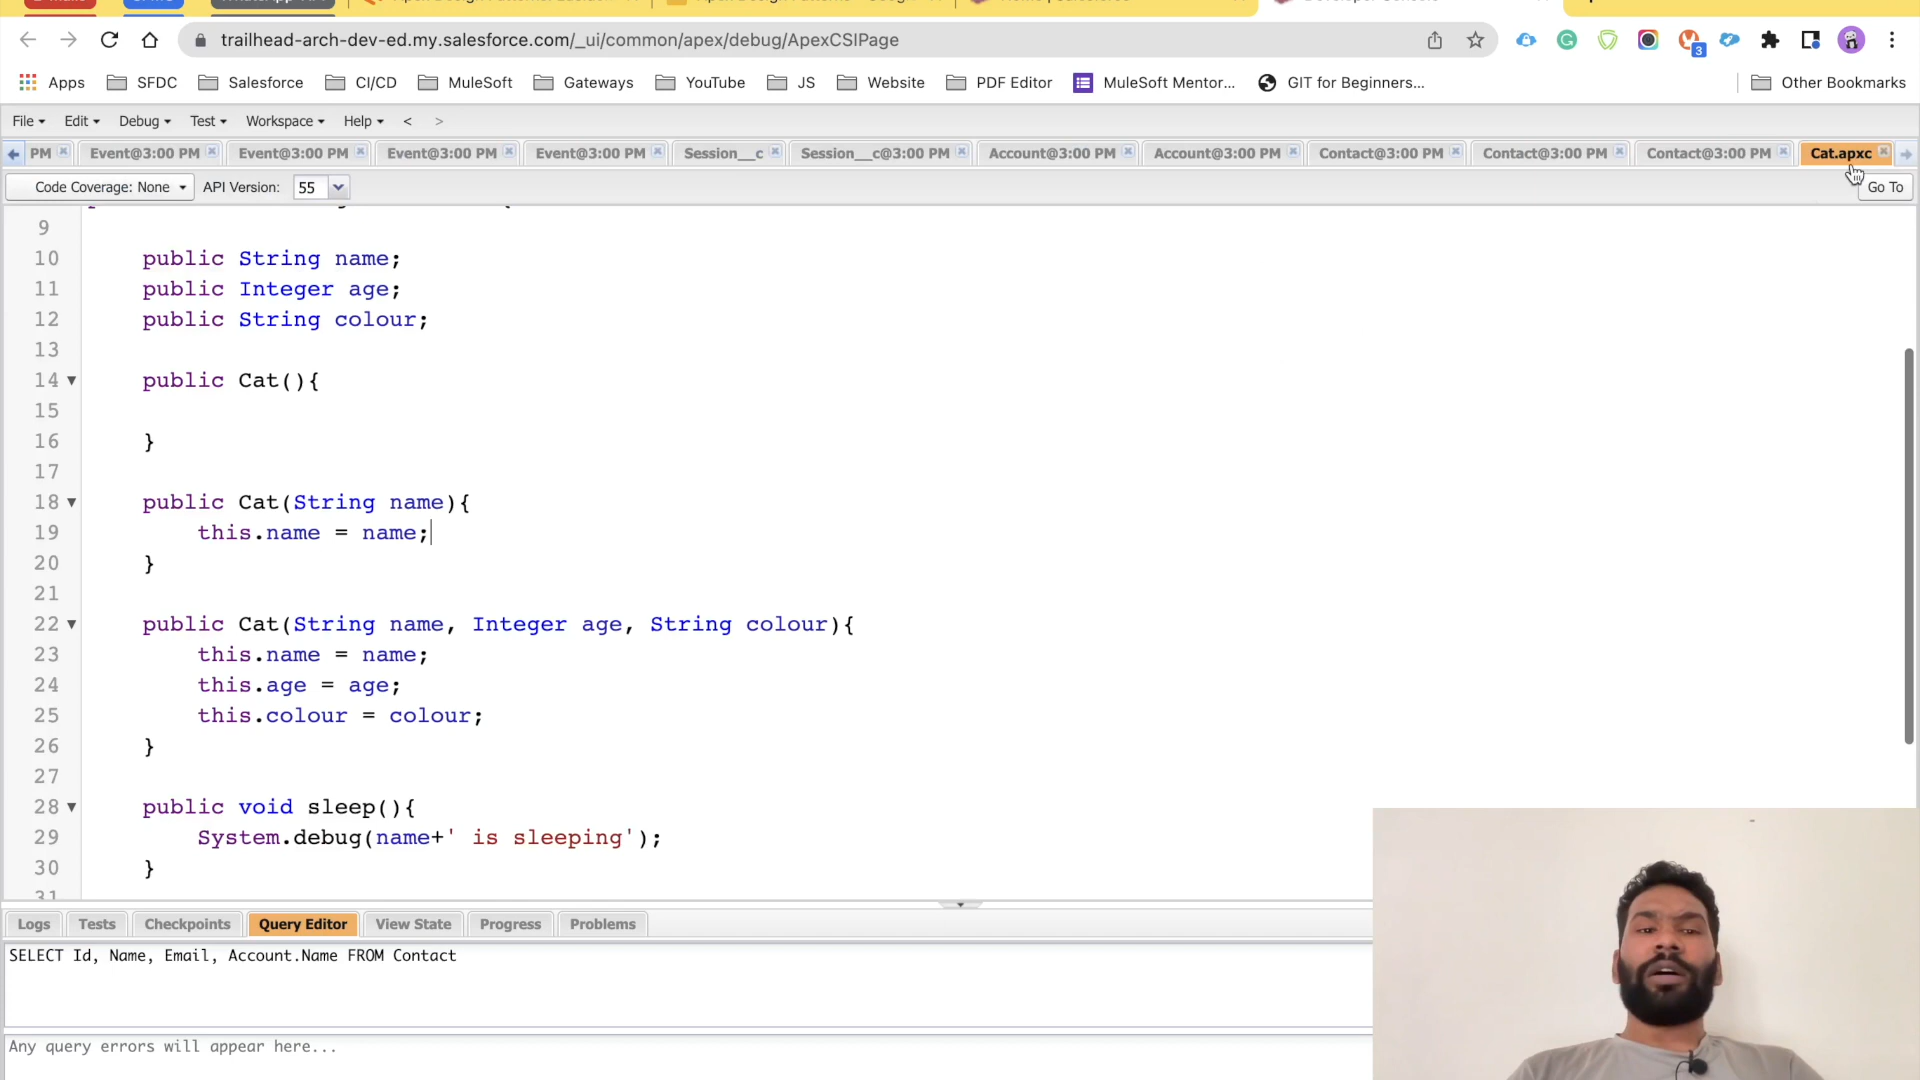 trailhead-arch-dev-ed.my.salesforce.com/_ui/common/apex/debug/ApexCSIPage
3
Apps SFDC Salesforce CI/CD MuleSoft Gateways YouTube JS Website PDF Editor MuleSoft Mentor... GIT for Beginners... Other Bookmarks
File Edit Debug Test Workspace Help < >
PM Event@3:00 PM Event@3:00 PM Event@3:00 PM Event@3:00 PM Session__c Session__c@3:00 PM Account@3:00 PM Account@3:00 PM Contact@3:00 PM Contact@3:00 PM Contact@3:00 PM Cat.apxc
Code Coverage: None API Version: 55 Go To
9
10 public String name;
11 public Integer age;
12 public String colour;
13
14 public Cat(){
15
16 }
17
18 public Cat(String name){
19 this.name = name;
20 }
21
22 public Cat(String name, Integer age, String colour){
23 this.name = name;
24 this.age = age;
25 this.colour = colour;
26 }
27
28 public void sleep(){
29 System.debug(name+' is sleeping');
30 }
31
Logs Tests Checkpoints Query Editor View State Progress Problems
SELECT Id, Name, Email, Account.Name FROM Contact
Any query errors will appear here...